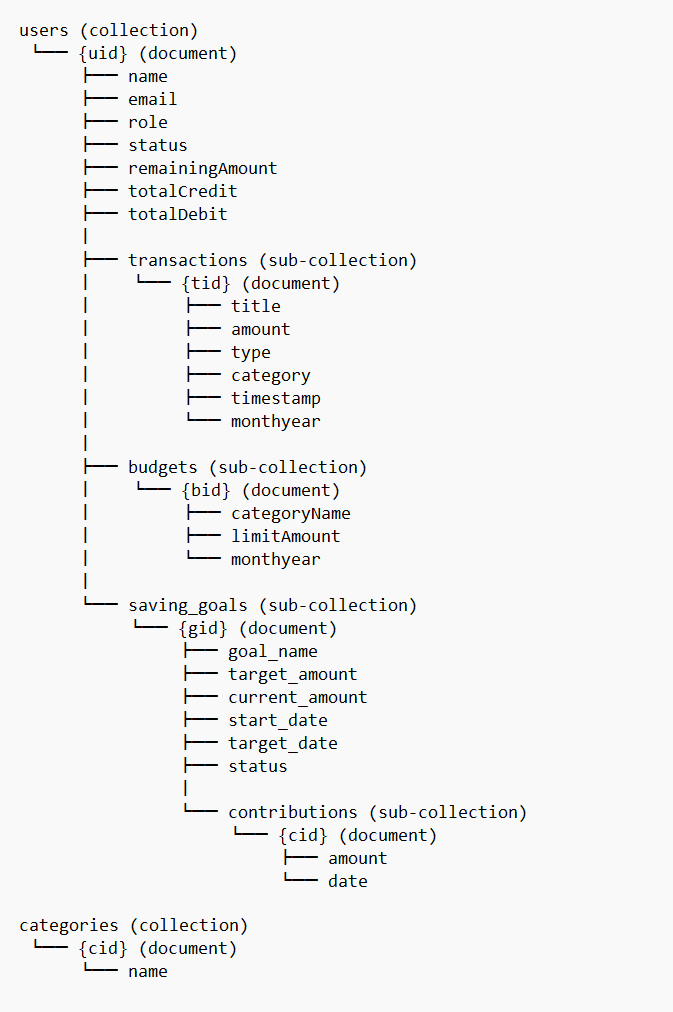 users (collection)
└── {uid} (document)
├── name
├── email
├── role
├── status
├── remainingAmount
├── totalCredit
├── totalDebit
|
├── transactions (sub-collection)
| └── {tid} (document)
| ├── title
| ├── amount
| ├── type
| ├── category
| ├── timestamp
| └── monthyear
|
├── budgets (sub-collection)
| └── {bid} (document)
| ├── categoryName
| ├── limitAmount
| └── monthyear
|
└── saving_goals (sub-collection)
└── {gid} (document)
├── goal_name
├── target_amount
├── current_amount
├── start_date
├── target_date
├── status
|
└── contributions (sub-collection)
└── {cid} (document)
├── amount
└── date
categories (collection)
└── {cid} (document)
└── name